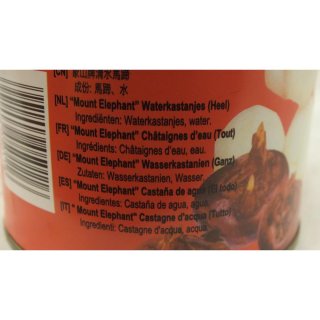 [CN] 象山牌清水馬蹄
成份: 馬蹄、水
[NL] "Mount Elephant" Waterkastanjes (Heel)
Ingrediënten: Waterkastanjes, water.
[FR] "Mount Elephant" Châtaignes d'eau (Tout)
Ingrédients: Châtaignes d'eau, eau.
[DE] "Mount Elephant" Wasserkastanien (Ganz)
Zutaten: Wasserkastanien, Wasser.
[ES] "Mount Elephant" Castaña de agua (El todo)
Ingredientes: Castaña de agua, agua.
[IT] "Mount Elephant" Castagne d'acqua (Tutto)
Ingredienti: Castagne d'acqua, acqua.